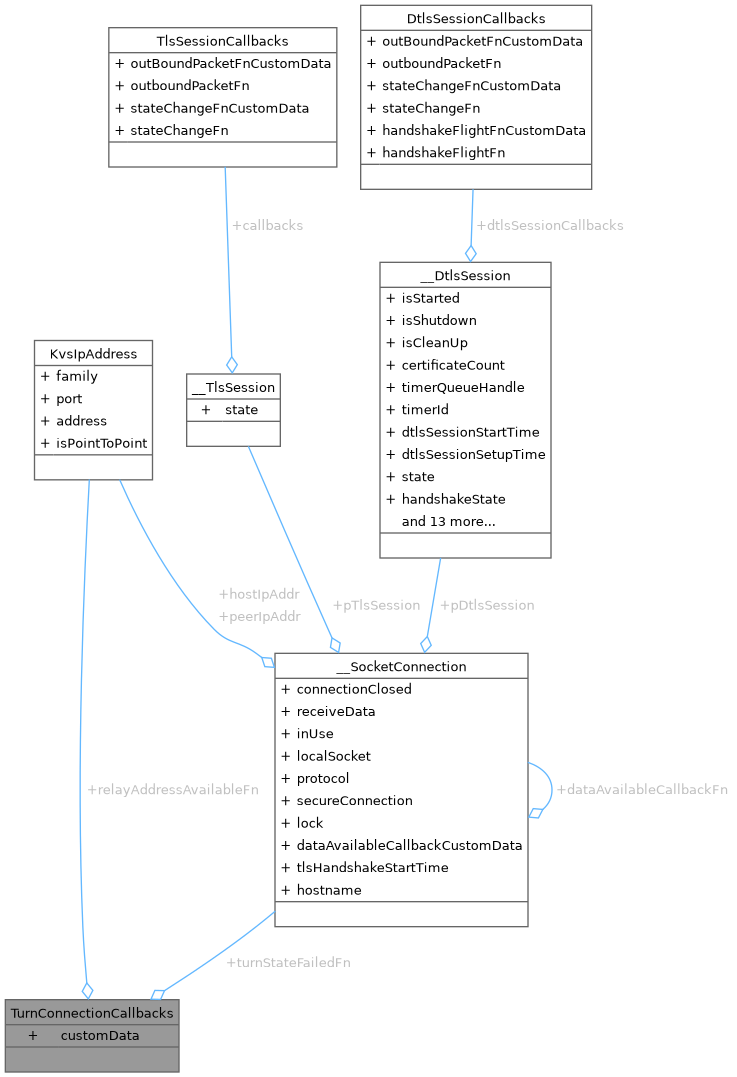 DtlsSessionCallbacks
+ outBoundPacketFnCustomData
+ outboundPacketFn
+ stateChangeFnCustomData
+ stateChangeFn
+ handshakeFlightFnCustomData
+ handshakeFlightFn
TlsSessionCallbacks
+ outBoundPacketFnCustomData
+ outboundPacketFn
+ stateChangeFnCustomData
+ stateChangeFn
+callbacks
+dtlsSessionCallbacks
__DtlsSession
+ isStarted
+ isShutdown
+ isCleanUp
+ certificateCount
+ timerQueueHandle
+ timerId
+ dtlsSessionStartTime
+ dtlsSessionSetupTime
+ state
+ handshakeState
and 13 more...
KvsIpAddress
+ family
+ port
+ address
+ isPointToPoint
__TlsSession
+ state
+hostIpAddr
+peerIpAddr
+pTlsSession
+pDtlsSession
__SocketConnection
+ connectionClosed
+ receiveData
+ inUse
+ localSocket
+ protocol
+ secureConnection
+ lock
+ dataAvailableCallbackCustomData
+ tlsHandshakeStartTime
+ hostname
+relayAddressAvailableFn
+dataAvailableCallbackFn
+turnStateFailedFn
TurnConnectionCallbacks
+ customData